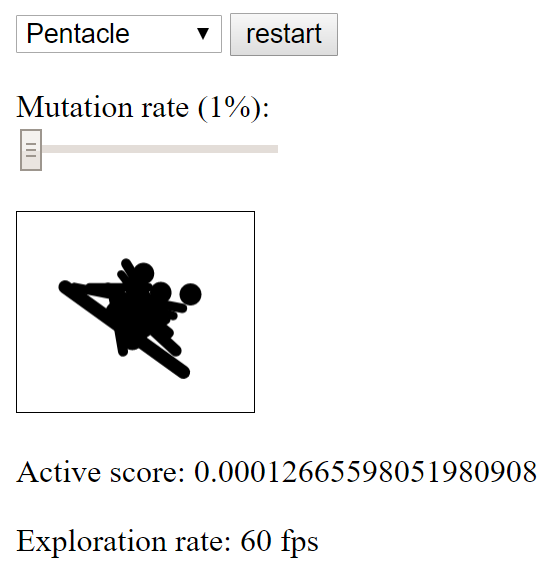 Pentacle restart
Mutation rate (1%):
Active score: 0.00012665598051980908
Exploration rate: 60 fps